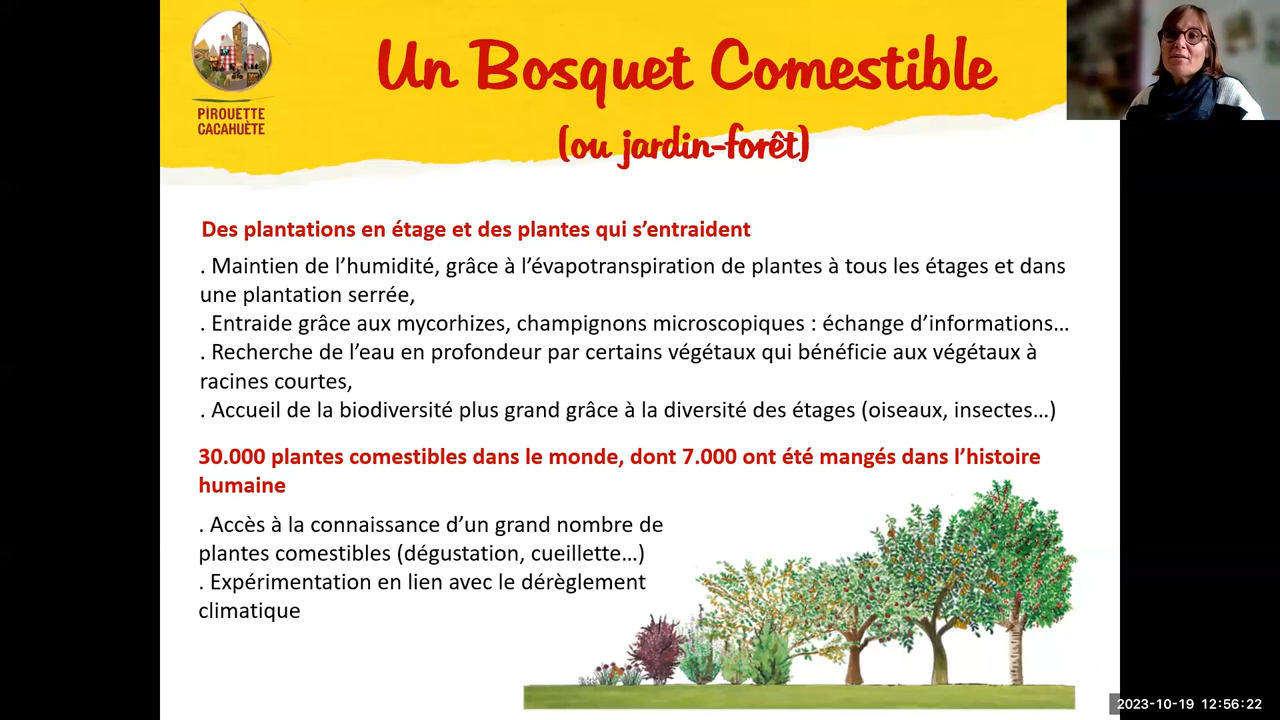 PIROUETTE
CACAHUÈTE
Un Bosquet Comestible
(ou jardin-forêt)
Des plantations en étage et des plantes qui s’entraident
. Maintien de l’humidité, grâce à l’évapotranspiration de plantes à tous les étages et dans
une plantation serrée,
. Entraide grâce aux mycorhizes, champignons microscopiques : échange d’informations…
. Recherche de l’eau en profondeur par certains végétaux qui bénéficie aux végétaux à
racines courtes,
. Accueil de la biodiversité plus grand grâce à la diversité des étages (oiseaux, insectes…)
30.000 plantes comestibles dans le monde, dont 7.000 ont été mangés dans l’histoire
humaine
. Accès à la connaissance d’un grand nombre de
plantes comestibles (dégustation, cueillette…)
. Expérimentation en lien avec le dérèglement
climatique
2023-10-19 12:56:22